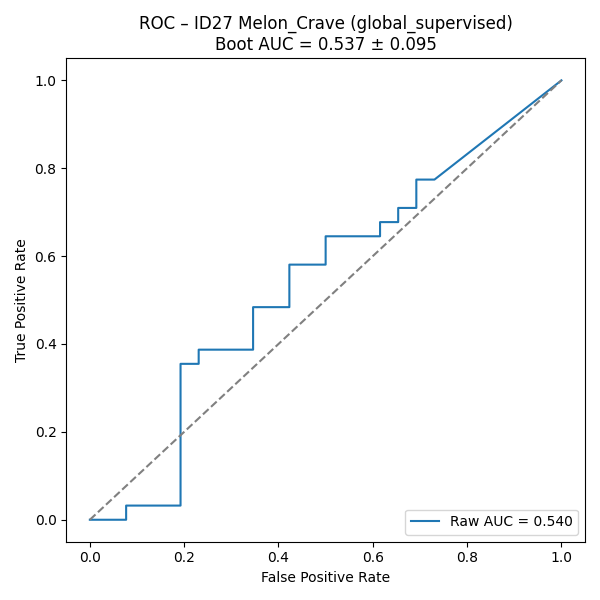 ROC – ID27 Melon_Crave (global_supervised)
Boot AUC = 0.537 ± 0.095
True Positive Rate
1.0
0.8
0.6
0.4
0.2
0.0
Raw AUC = 0.540
0.0 0.2 0.4 0.6 0.8 1.0
False Positive Rate